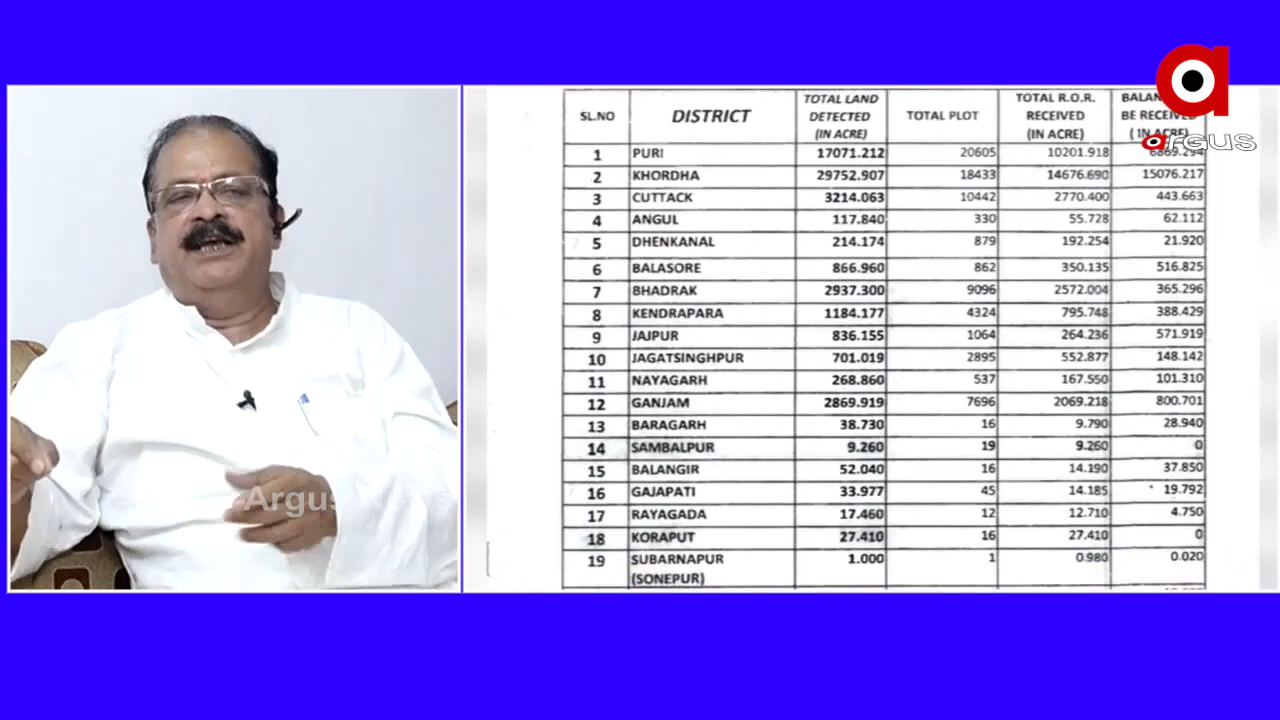 argus
Argus
SL.NO DISTRICT TOTAL LAND DETECTED (IN ACRE) TOTAL PLOT TOTAL R.O.R. RECEIVED (IN ACRE) BE RECEIVED (IN ACRE)
1 PURI 17071.212 20605 10201.918 6869.294
2 KHORDHA 29752.907 18433 14676.690 15076.217
3 CUTTACK 3214.063 10442 2770.400 443.663
4 ANGUL 117.840 330 55.728 62.112
5 DHENKANAL 214.174 879 192.254 21.920
6 BALASORE 866.960 862 350.135 516.825
7 BHADRAK 2937.300 9096 2572.004 365.296
8 KENDRAPARA 1184.177 4324 795.748 388.429
9 JAJPUR 836.155 1064 264.236 571.919
10 JAGATSINGHPUR 701.019 2895 552.877 148.142
11 NAYAGARH 268.860 537 167.550 101.310
12 GANJAM 2869.919 7696 2069.218 800.701
13 BARAGARH 38.730 16 9.790 28.940
14 SAMBALPUR 9.260 19 9.260 0
15 BALANGIR 52.040 16 14.190 37.850
16 GAJAPATI 33.977 45 14.185 19.792
17 RAYAGADA 17.460 12 12.710 4.750
18 KORAPUT 27.410 16 27.410 0
19 SUBARNAPUR 1.000 1 0.980 0.020
(SONEPUR)